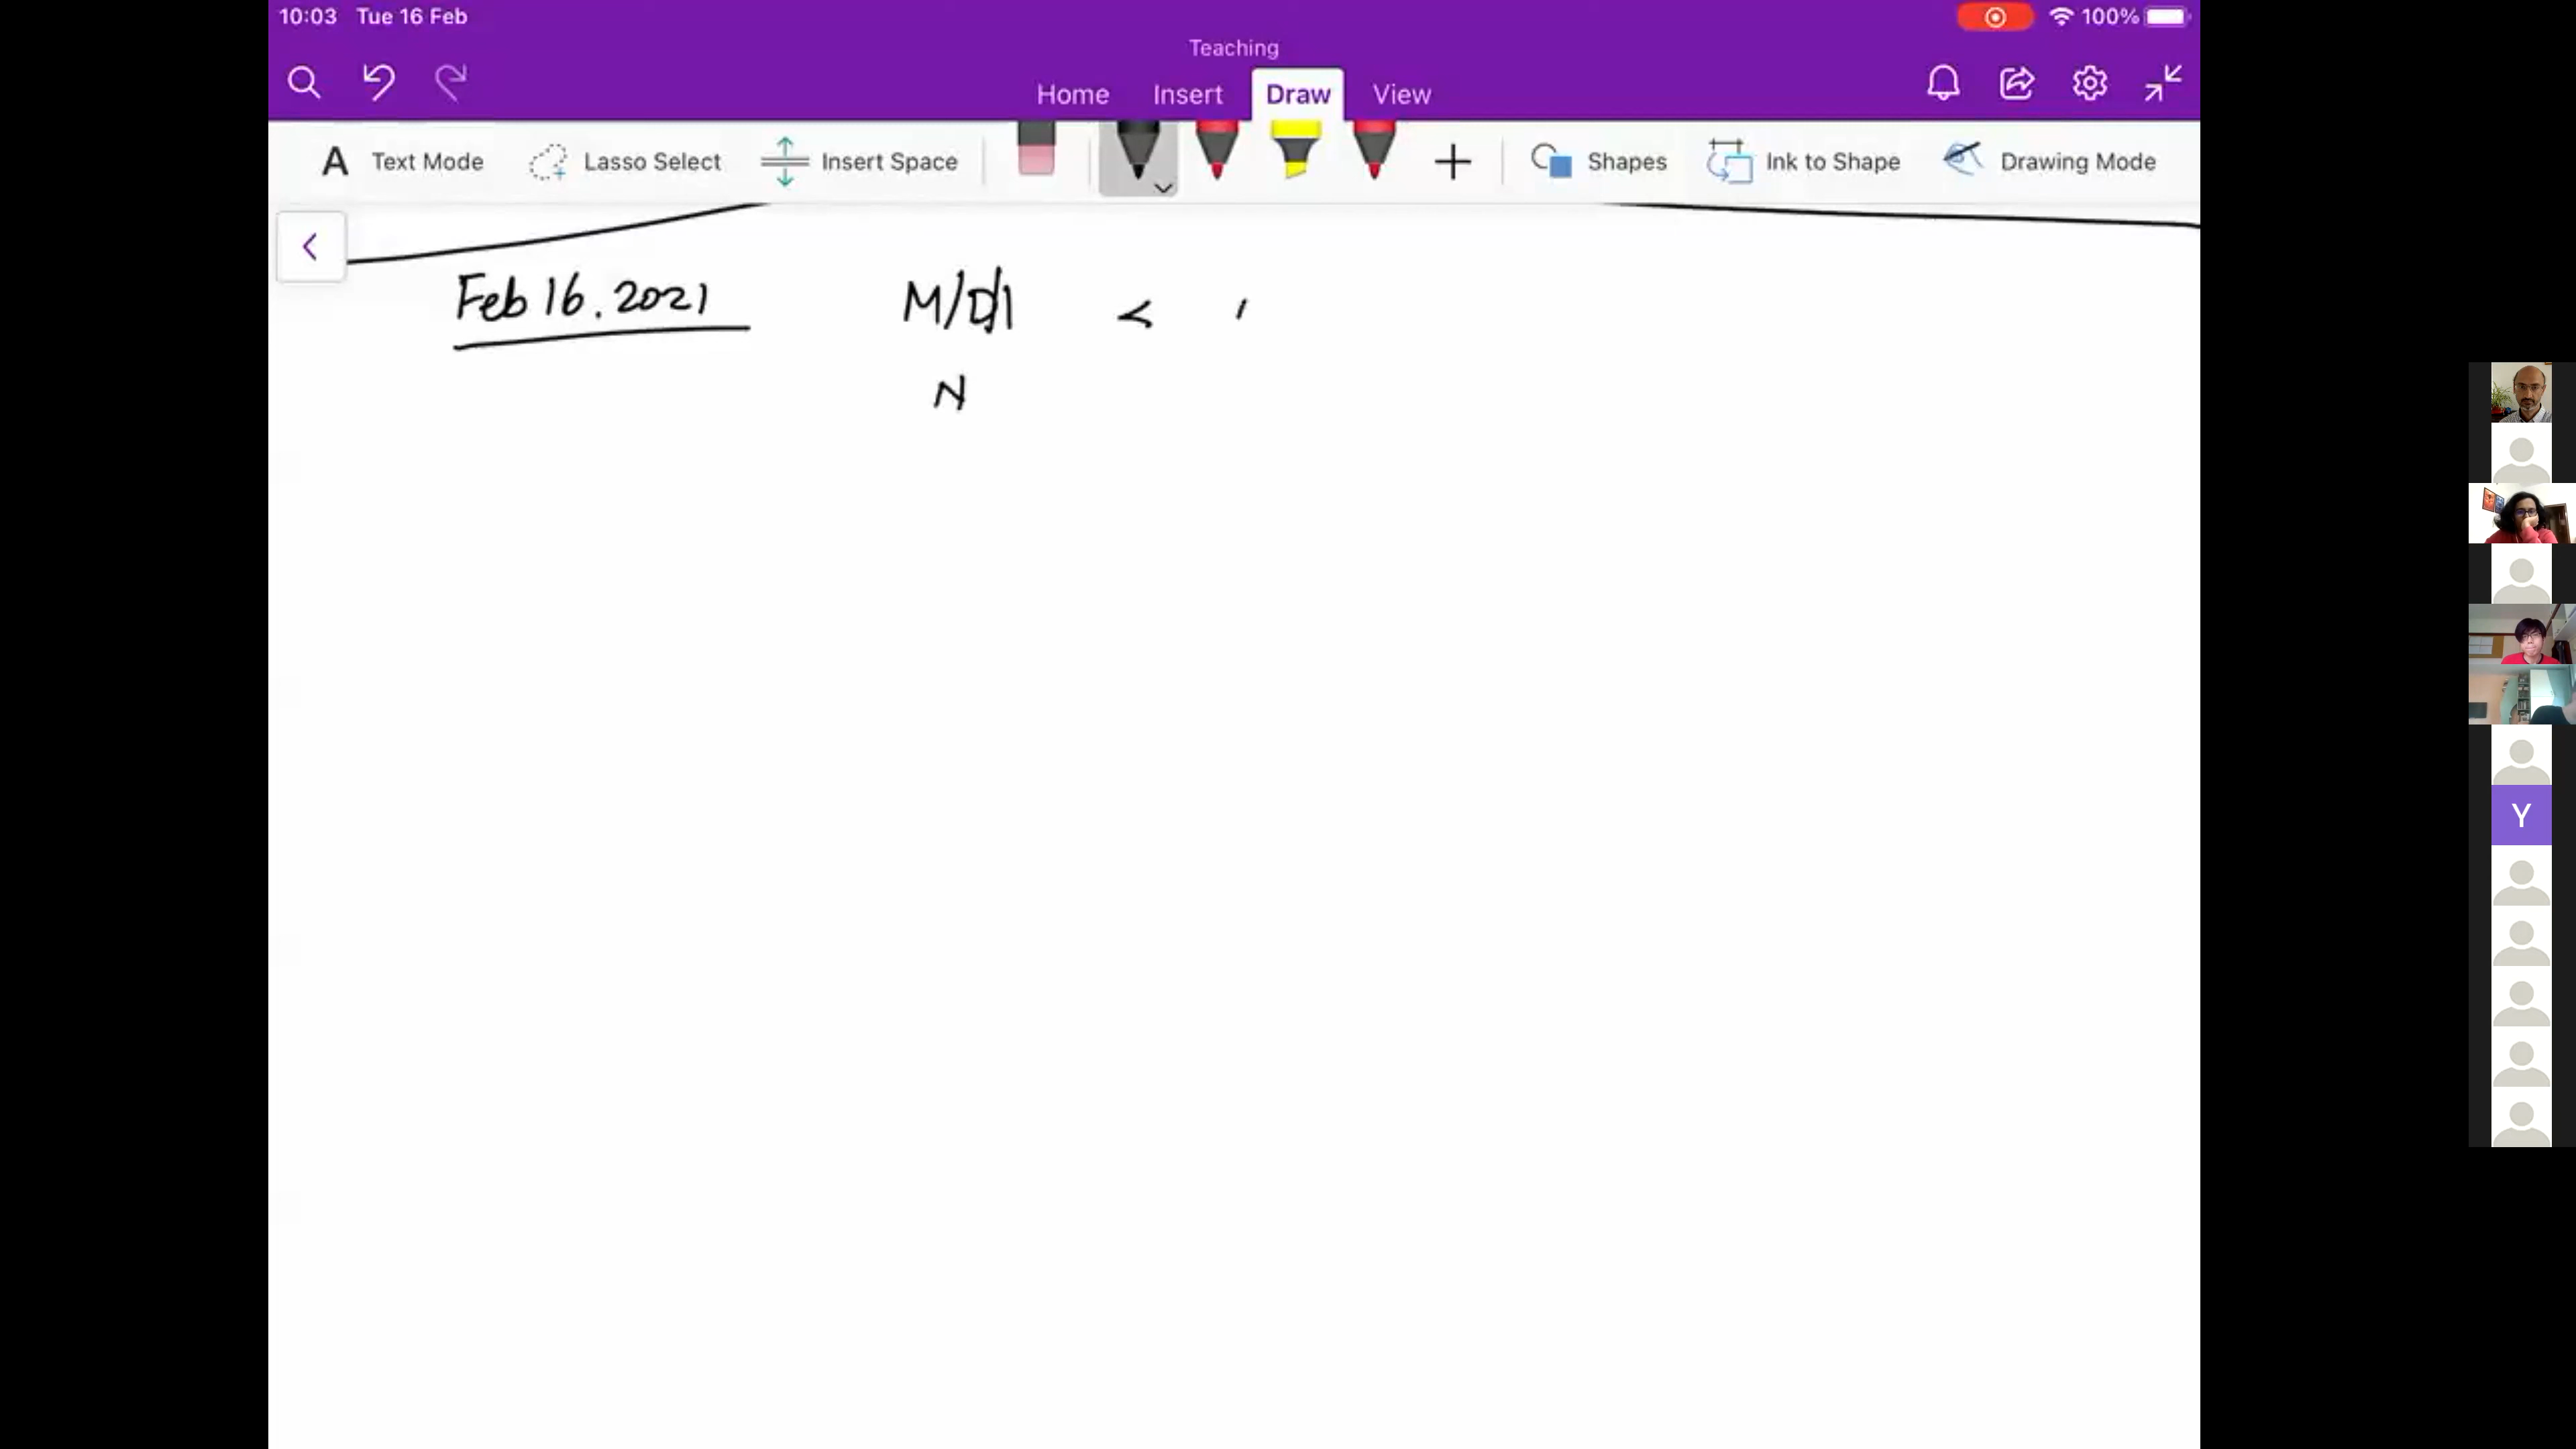 10:03 Tue 16 Feb 100%
Teaching
Home Insert Draw View
A Text Mode Lasso Select Insert Space Shapes Ink to Shape Drawing Mode
Feb 16. 2021 M/D/1 <
N
Y